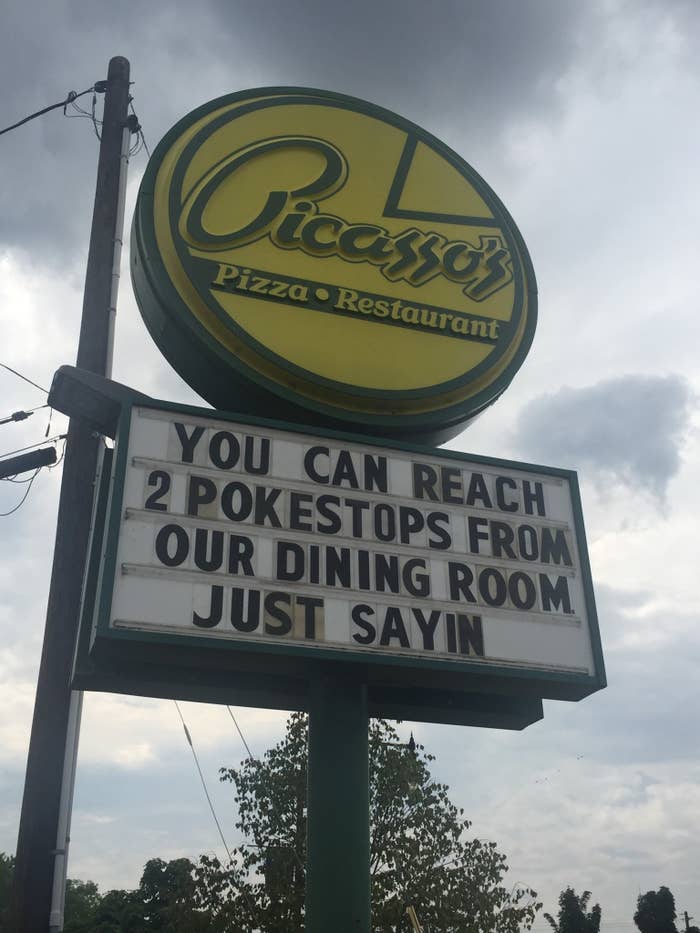 Picasso's
Pizza • Restaurant
YOU CAN REACH
2 POKESTOPS FROM
OUR DINING ROOM.
JUST SAYIN